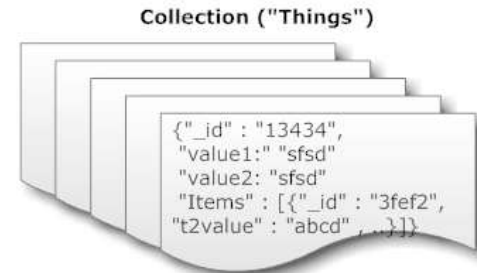 Collection ("Things")
{"_id" : "13434",
"value1:" "sfsd"
"value2: "sfsd"
"Items" : [{"_id" : "3fef2",
"t2value" : "abcd" , ..}]}